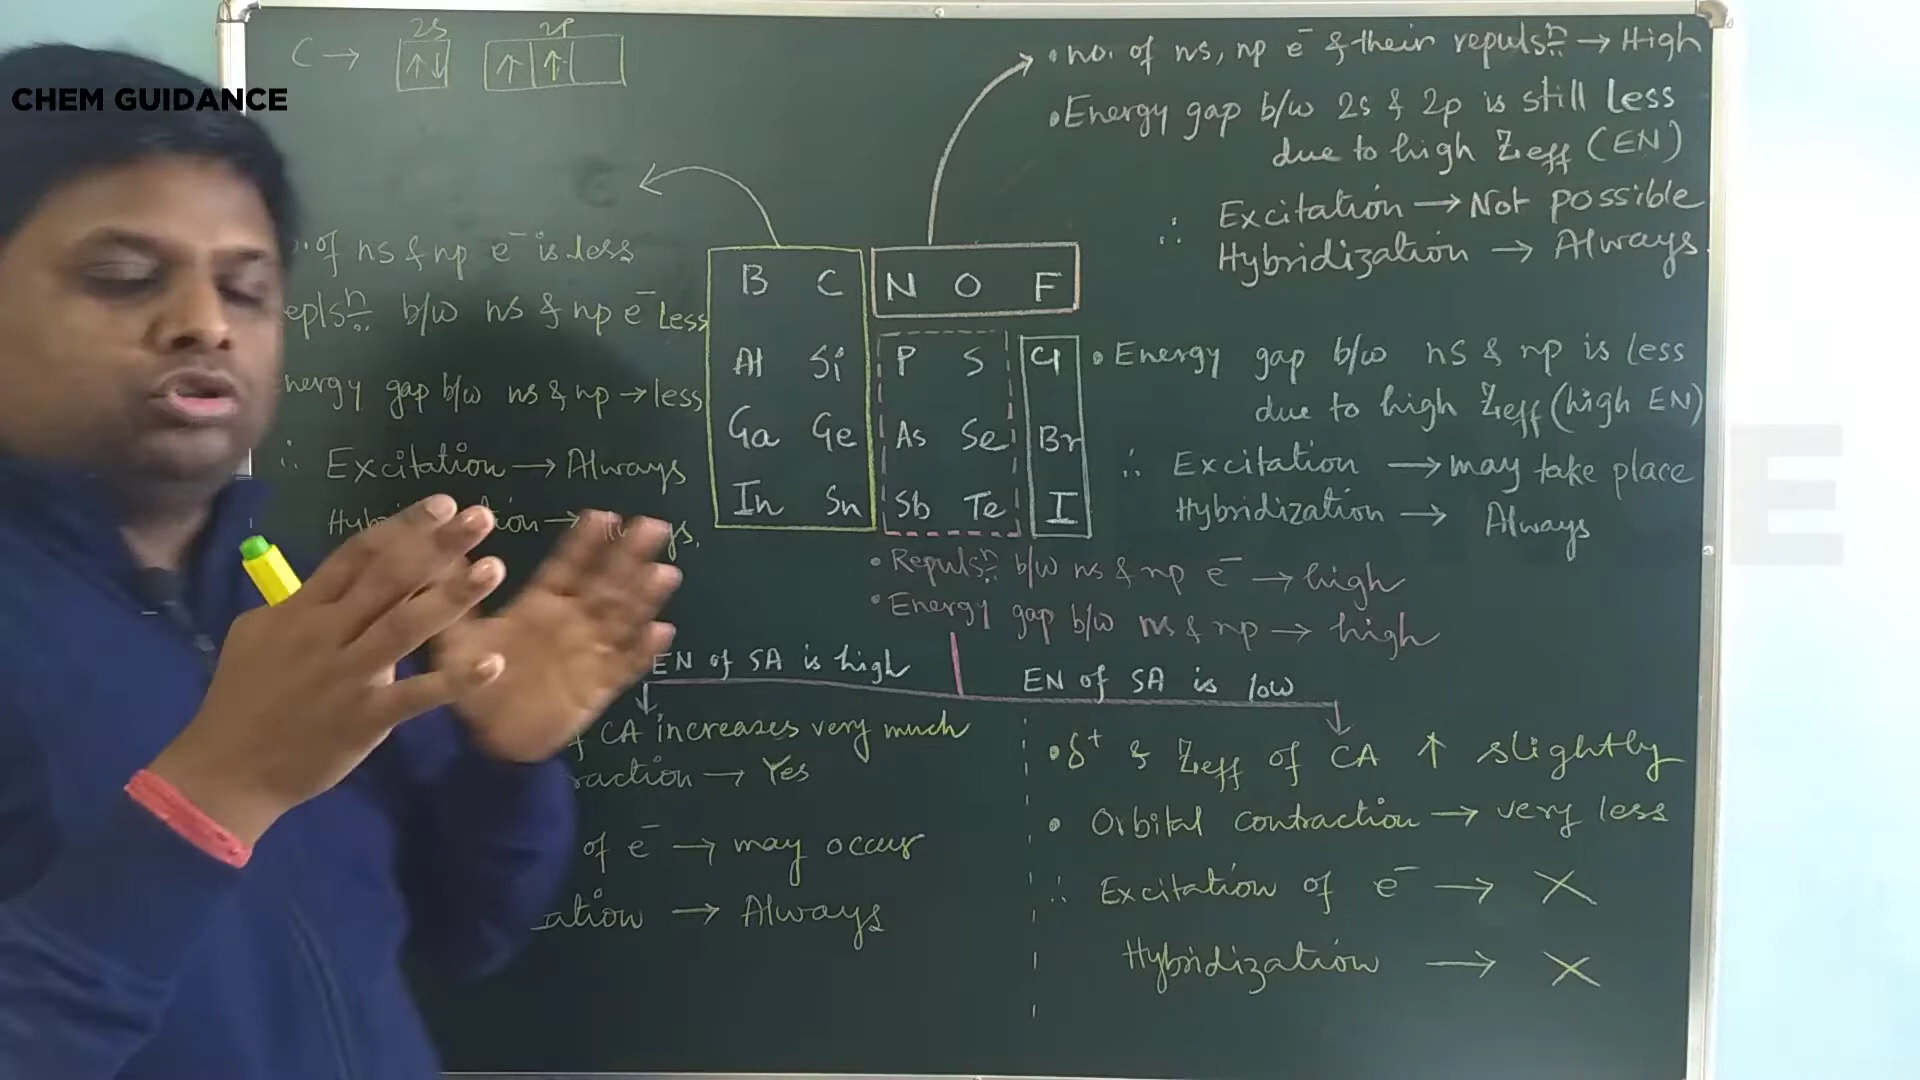 CHEM GUIDANCE
2s 2p
C →
• no. of ns, np e⁻ & their repulsⁿ → High
• Energy gap b/w 2s & 2p is still less
due to high Zeff (EN)
∴ Excitation → Not possible
Hybridization → Always.
of ns & np e⁻ is less
b/w ns & np e⁻ Less
gap b/w ns & np → less
∴ Excitation → Always
B C N O F
Al Si P S Cl
Ga Ge As Se Br
In Sn Sb Te I
• Energy gap b/w ns & np is less
due to high Zeff (high EN)
∴ Excitation → may take place
Hybridization → Always
• Repulsⁿ b/w ns & np e⁻ → high
• Energy gap b/w ns & np → high
EN of SA is high
EN of SA is low
CA increases very much
→ Yes
of e⁻ → may occur
→ Always
• δ⁺ & Zeff of CA ↑ slightly
• Orbital contraction → very less
∴ Excitation of e⁻ → ×
Hybridization → ×
E